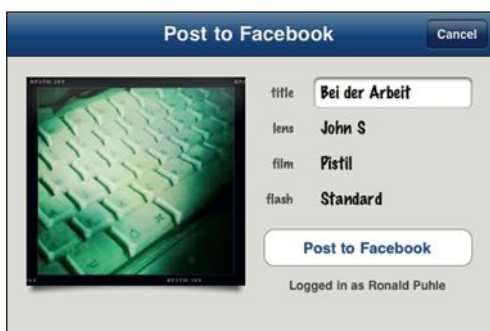 Post to Facebook
Cancel
title Bei der Arbeit
lens John S
film Pistil
flash Standard
Post to Facebook
Logged in as Ronald Puhle